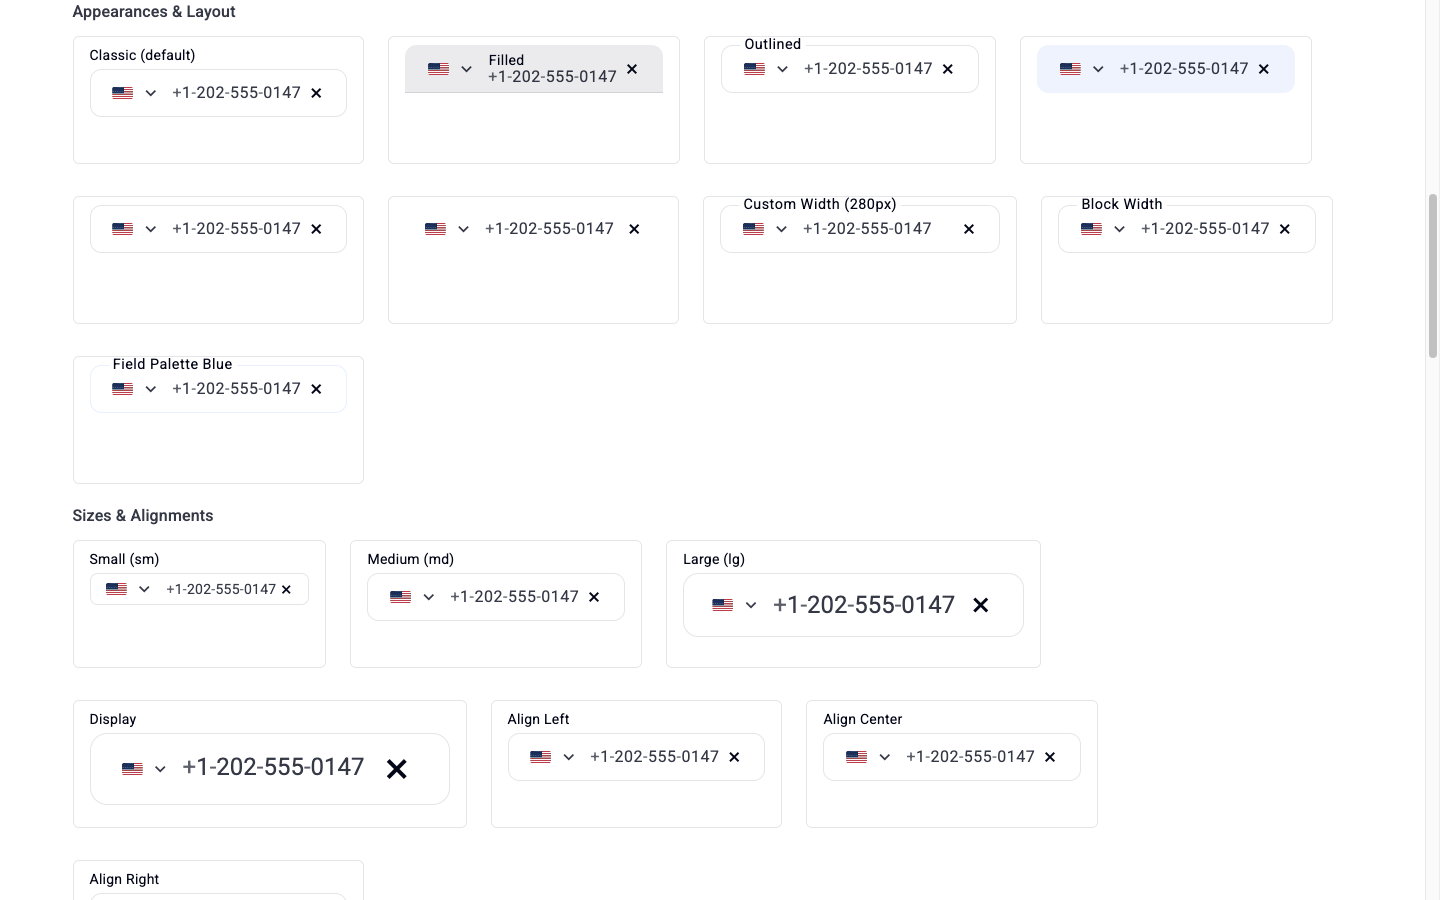 Appearances & Layout
Classic (default)
+1-202-555-0147
Filled
+1-202-555-0147
Outlined
+1-202-555-0147
+1-202-555-0147
+1-202-555-0147
+1-202-555-0147
Custom Width (280px)
+1-202-555-0147
Block Width
+1-202-555-0147
Field Palette Blue
+1-202-555-0147
Sizes & Alignments
Small (sm)
+1-202-555-0147
Medium (md)
+1-202-555-0147
Large (lg)
+1-202-555-0147
Display
+1-202-555-0147
Align Left
+1-202-555-0147
Align Center
+1-202-555-0147
Align Right